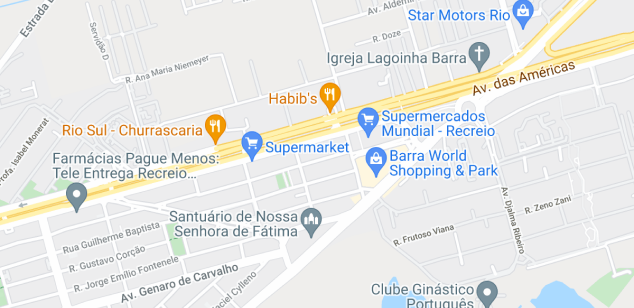 Estrada do
Servidão D
Av. Aldemir
Star Motors Rio
R. Doze
R. Ana Maria Niemeyer
Igreja Lagoinha Barra
Av. das Américas
Habib's
Profa Isabel Monerat
Rio Sul - Churrascaria
Supermercados
Mundial - Recreio
Supermarket
Farmácias Pague Menos:
Tele Entrega Recreio...
Barra World
Shopping & Park
Av. Djalma Ribeiro
R. Zeno Zani
Santuário de Nossa
Senhora de Fátima
R. Frutoso Viana
Rua Guilherme Baptista
R. Gustavo Corção
R. Jorge Emilio Fontenele
Av. Genaro de Carvalho
Cylleno
Clube Ginástico
Português